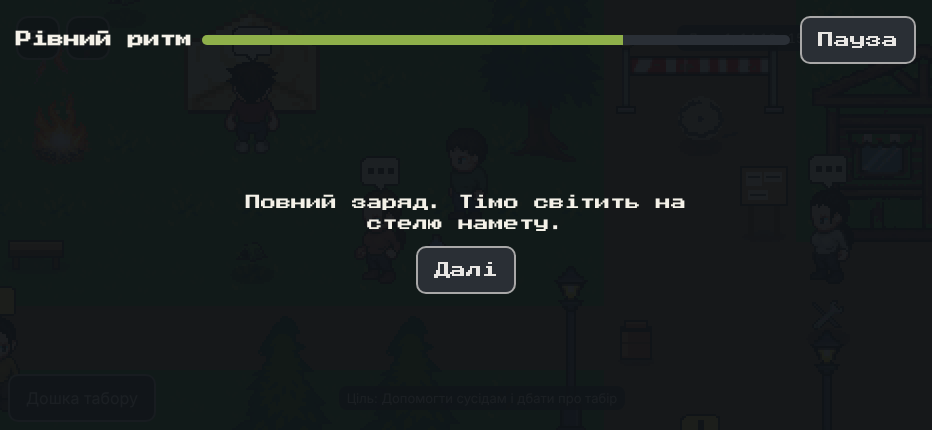 Рівний ритм
Пауза
Повний заряд. Тімо світить на
стелю намету.
Далі
Дошка табору
Ціль: Допомогти сусідам і дбати про табір